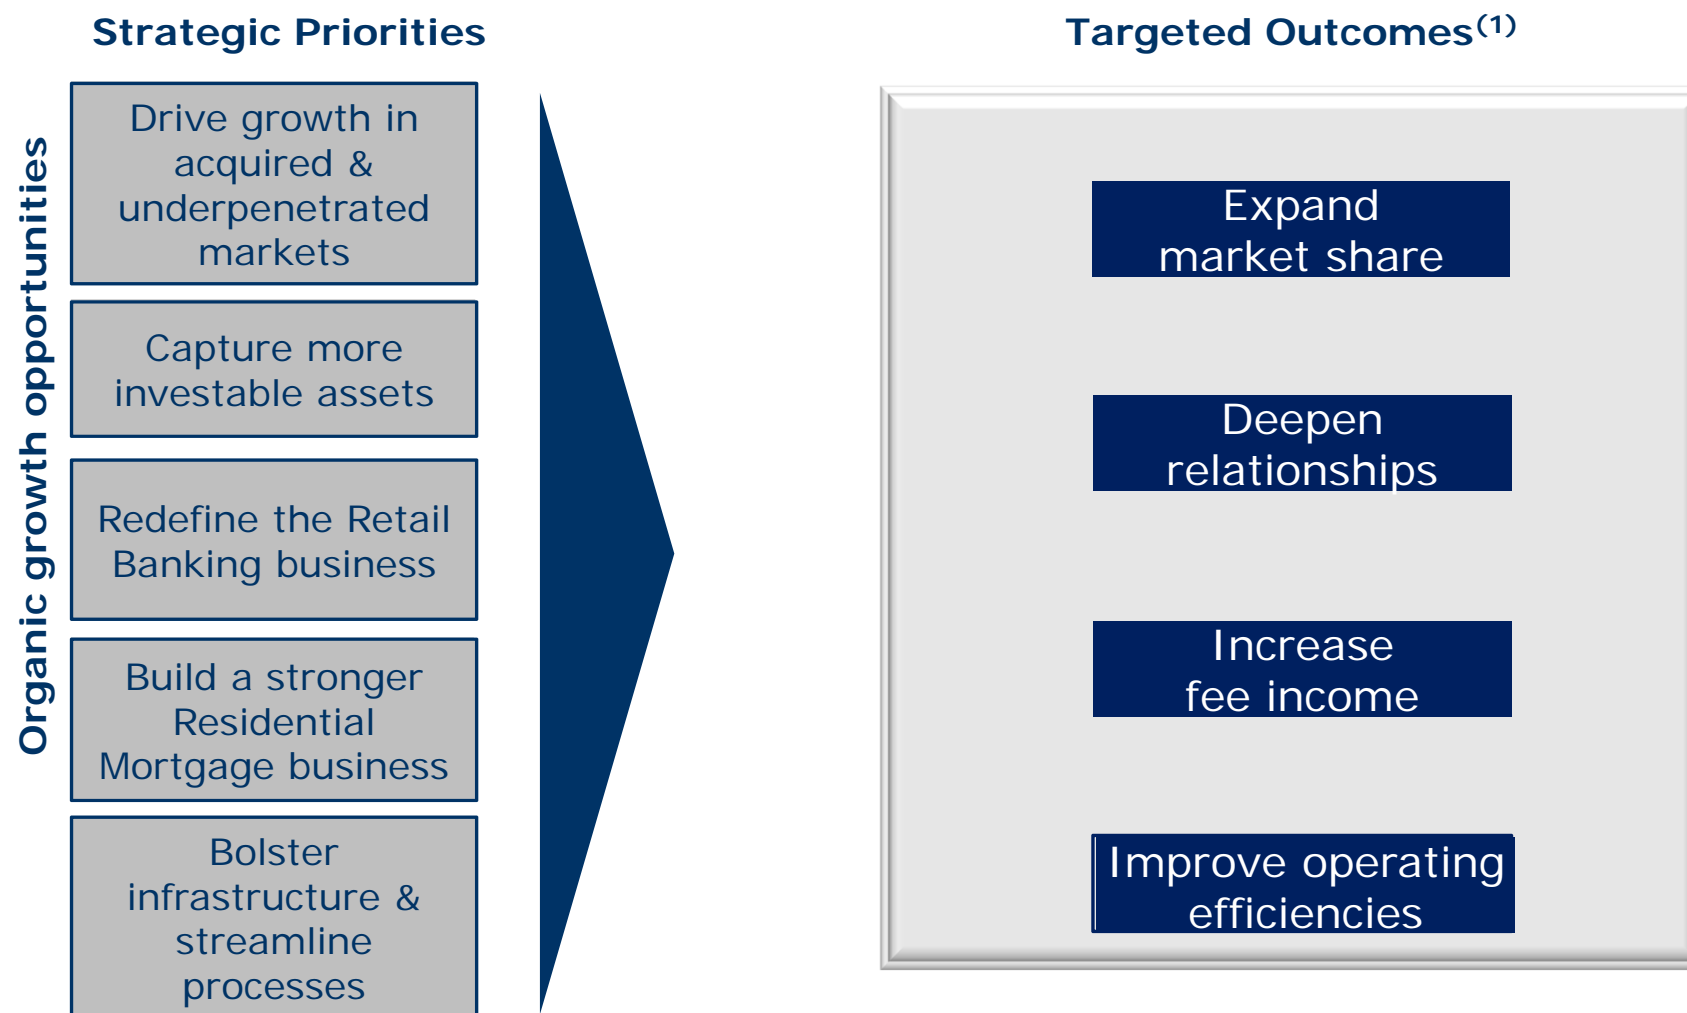 Strategic Priorities
Targeted Outcomes(1)
Organic growth opportunities
Drive growth in
acquired &
underpenetrated
markets
Capture more
investable assets
Redefine the Retail
Banking business
Build a stronger
Residential
Mortgage business
Bolster
infrastructure &
streamline
processes
Expand
market share
Deepen
relationships
Increase
fee income
Improve operating
efficiencies